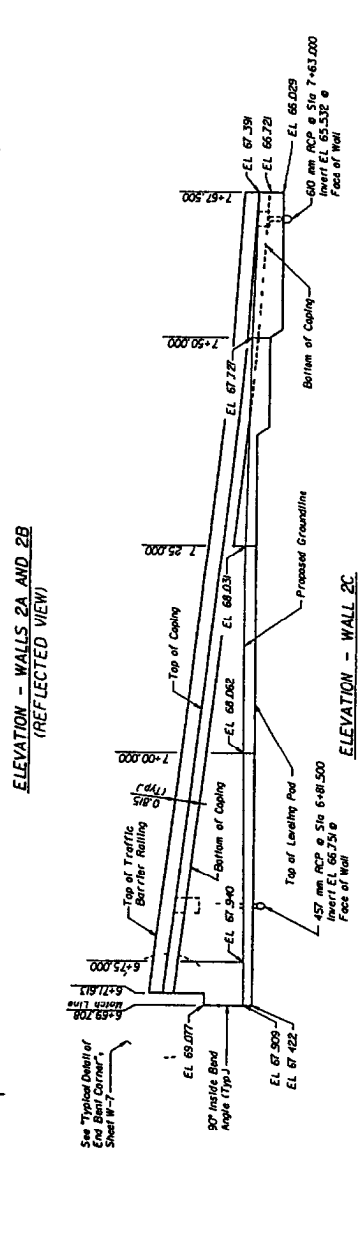 ELEVATION - WALLS 2A AND 2B
(REFLECTED VIEW)
See "Typical Detail of
End Bent Corner",
Sheet W-7
6+69.708
Match Line
6+71.613
6+75.000
Top of Traffic
Barrier Railing
0.815
(Typ.)
7+00.000
Top of Coping
7 25.000
7+50.000
7+67.500
EL 67.391
EL 66.721
EL 66.029
610 mm RCP @ Sta 7+63.000
Invert EL 65.532 @
Face of Wall
EL 67.727
Bottom of Coping
EL 68.031
Proposed Groundline
EL 68.062
Bottom of Coping
Top of Leveling Pad
EL 67.940
457 mm RCP @ Sta 6+81.500
Invert EL 66.751 @
Face of Wall
EL 69.077
90° Inside Bend
Angle (Typ.)
EL 67.909
EL 67 422
ELEVATION - WALL 2C